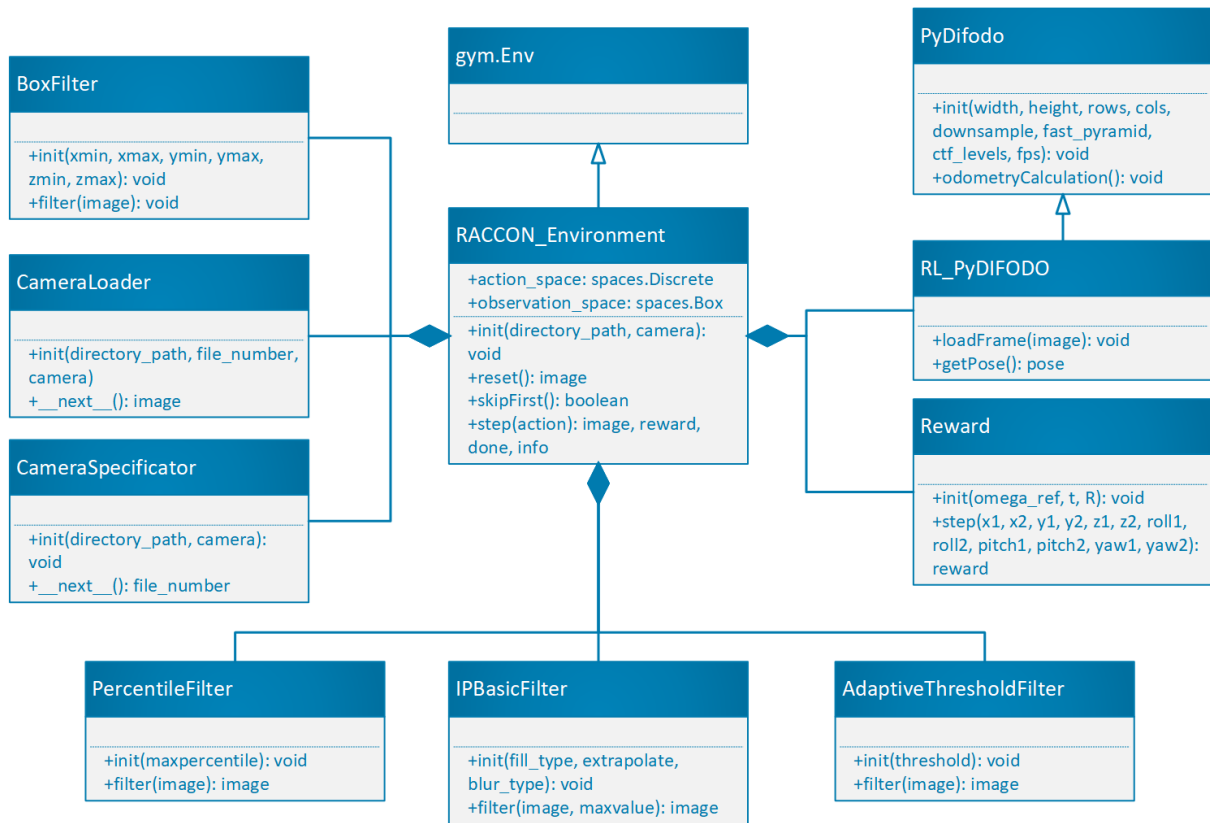 BoxFilter
+init(xmin, xmax, ymin, ymax,
zmin, zmax): void
+filter(image): void
CameraLoader
+init(directory_path, file_number,
camera)
+__next__(): image
CameraSpecificator
+init(directory_path, camera):
void
+__next__(): file_number
gym.Env
RACCON_Environment
+action_space: spaces.Discrete
+observation_space: spaces.Box
+init(directory_path, camera):
void
+reset(): image
+skipFirst(): boolean
+step(action): image, reward,
done, info
PyDifodo
+init(width, height, rows, cols,
downsample, fast_pyramid,
ctf_levels, fps): void
+odometryCalculation(): void
RL_PyDIFODO
+loadFrame(image): void
+getPose(): pose
Reward
+init(omega_ref, t, R): void
+step(x1, x2, y1, y2, z1, z2, roll1,
roll2, pitch1, pitch2, yaw1, yaw2):
reward
PercentileFilter
+init(maxpercentile): void
+filter(image): image
IPBasicFilter
+init(fill_type, extrapolate,
blur_type): void
+filter(image, maxvalue): image
AdaptiveThresholdFilter
+init(threshold): void
+filter(image): image